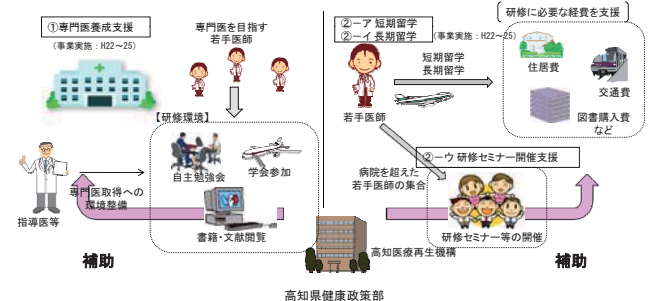 ①専門医養成支援
(事業実施：H22～25)
専門医を目指す
若手医師
【研修環境】
自主勉強会
学会参加
書籍・文献閲覧
指導医等
専門医取得への
環境整備
補助
②－ア 短期留学
②－イ 長期留学
(事業実施：H22～25)
若手医師
短期留学
長期留学
研修に必要な経費を支援
住居費
交通費
図書購入費
など
②－ウ 研修セミナー開催支援
病院を超えた
若手医師の集合
研修セミナー等の開催
高知医療再生機構
補助
高知県健康政策部